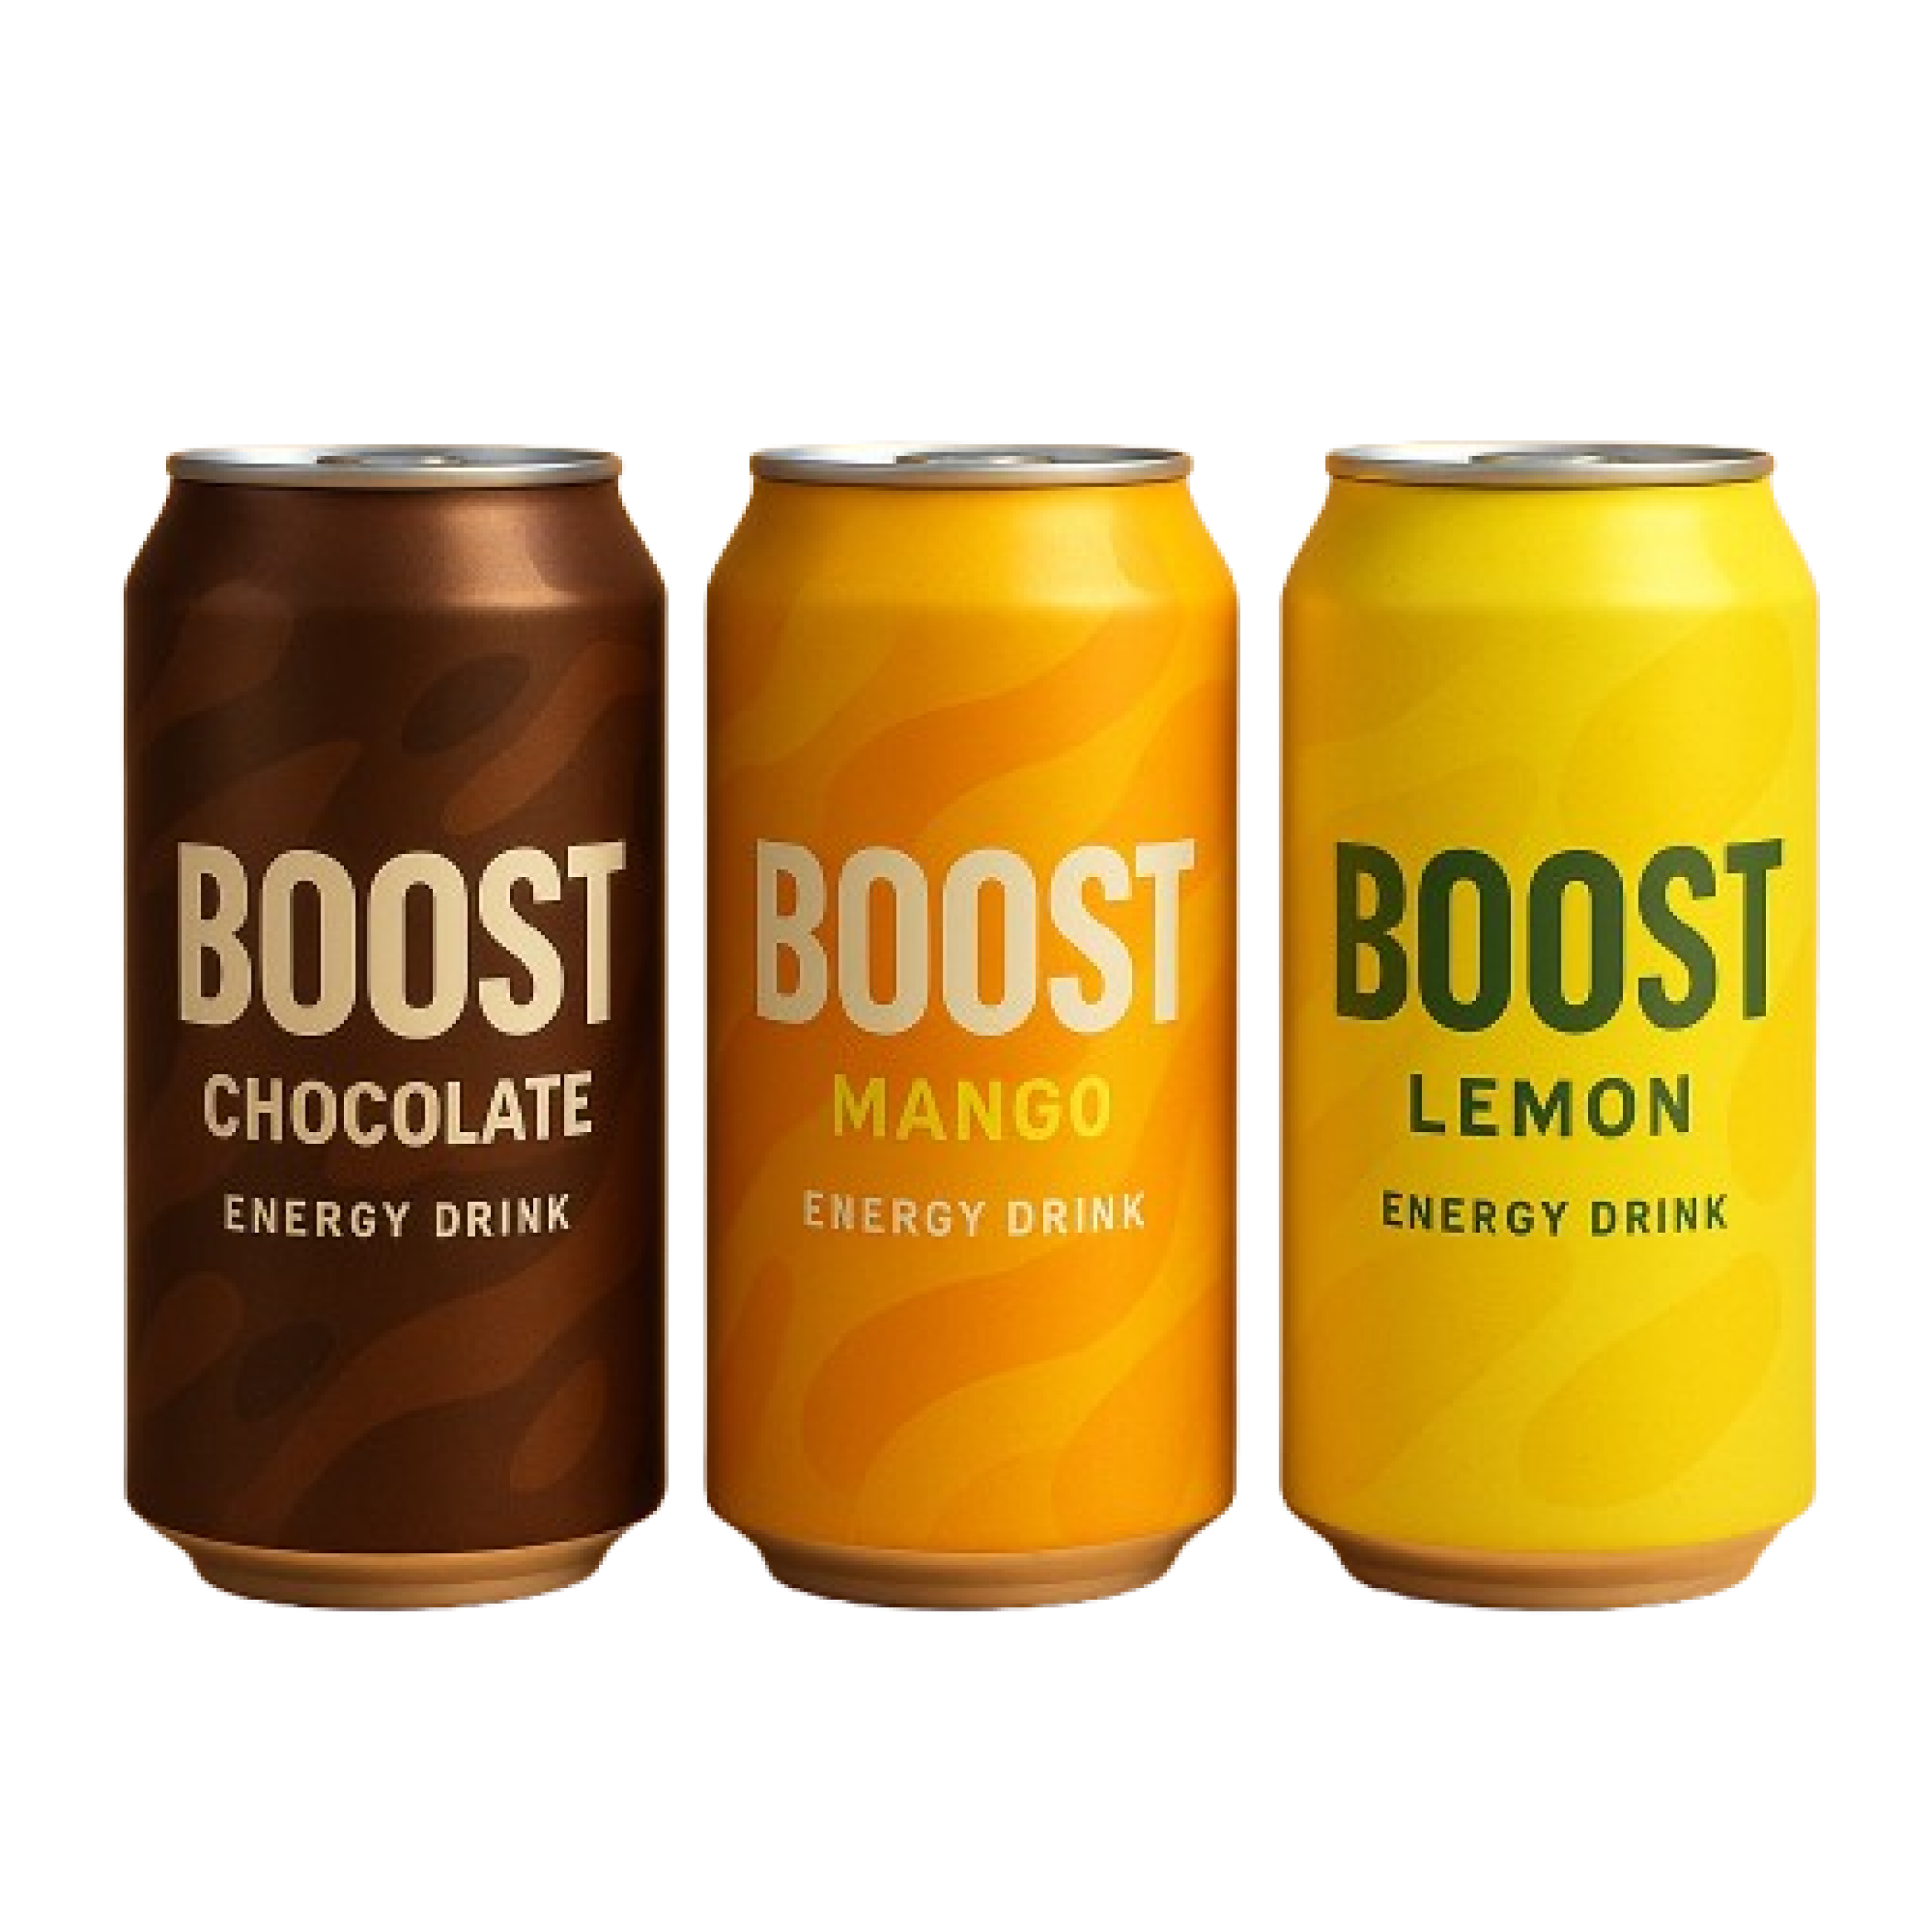 BOOST
CHOCOLATE
ENERGY DRINK
BOOST
MANGO
ENERGY DRINK
BOOST
LEMON
ENERGY DRINK